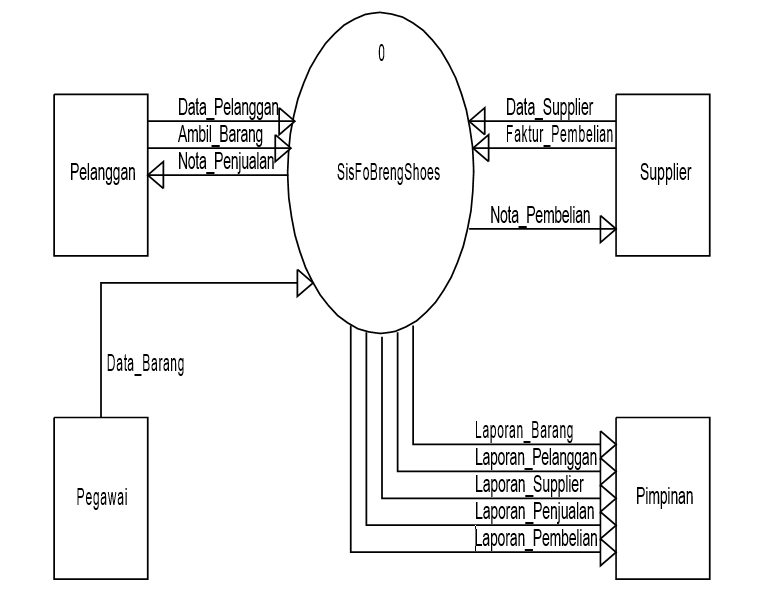 0
Data_Pelanggan
Ambil_Barang
Nota_Penjualan
Pelanggan
SisFoBrengShoes
Data_Supplier
Faktur_Pembelian
Supplier
Nota_Pembelian
Data_Barang
Pegawai
Laporan_Barang
Laporan_Pelanggan
Laporan_Supplier
Laporan_Penjualan
Laporan_Pembelian
Pimpinan